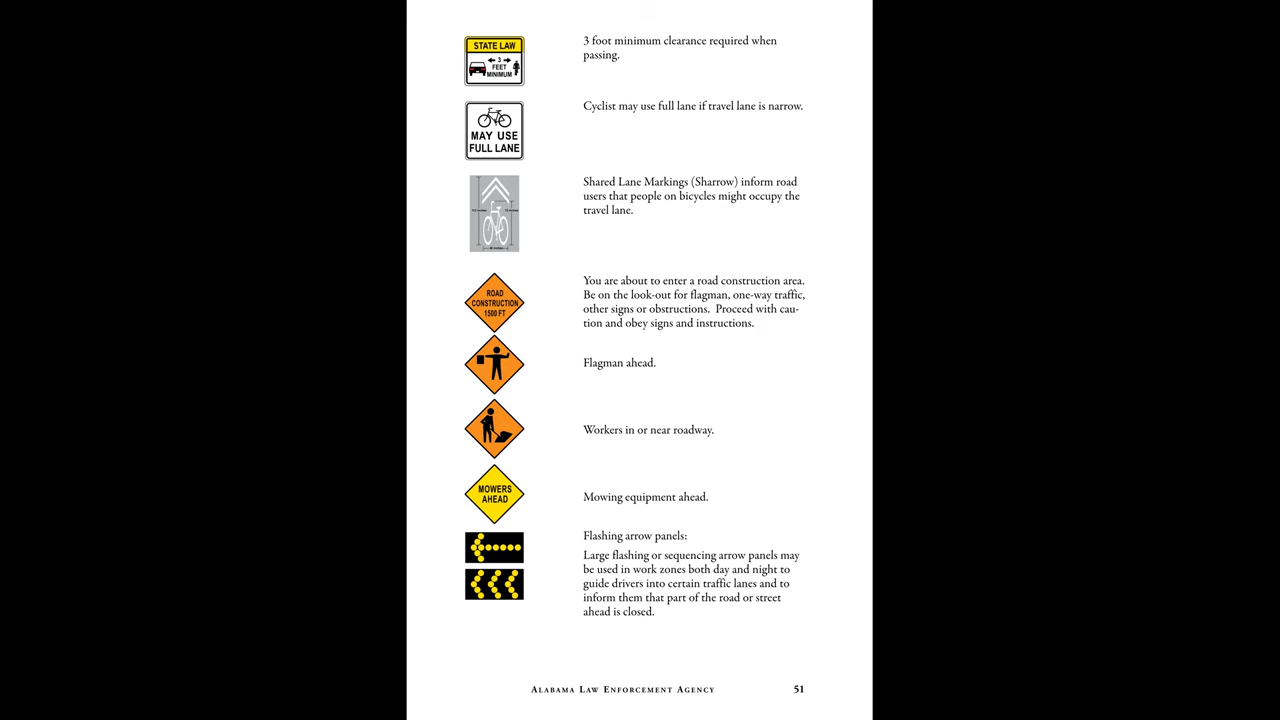 STATE LAW
3
FEET
MINIMUM
3 foot minimum clearance required when
passing.
MAY USE
FULL LANE
Cyclist may use full lane if travel lane is narrow.
Shared Lane Markings (Sharrow) inform road
users that people on bicycles might occupy the
travel lane.
ROAD
CONSTRUCTION
1500 FT
You are about to enter a road construction area.
Be on the look-out for flagman, one-way traffic,
other signs or obstructions.  Proceed with cau-
tion and obey signs and instructions.
Flagman ahead.
Workers in or near roadway.
MOWERS
AHEAD
Mowing equipment ahead.
Flashing arrow panels:
Large flashing or sequencing arrow panels may
be used in work zones both day and night to
guide drivers into certain traffic lanes and to
inform them that part of the road or street
ahead is closed.
Alabama Law Enforcement Agency 51